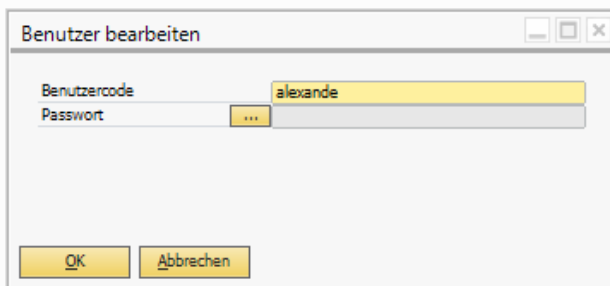 Benutzer bearbeiten
Benutzercode alexande
Passwort ...
OK Abbrechen